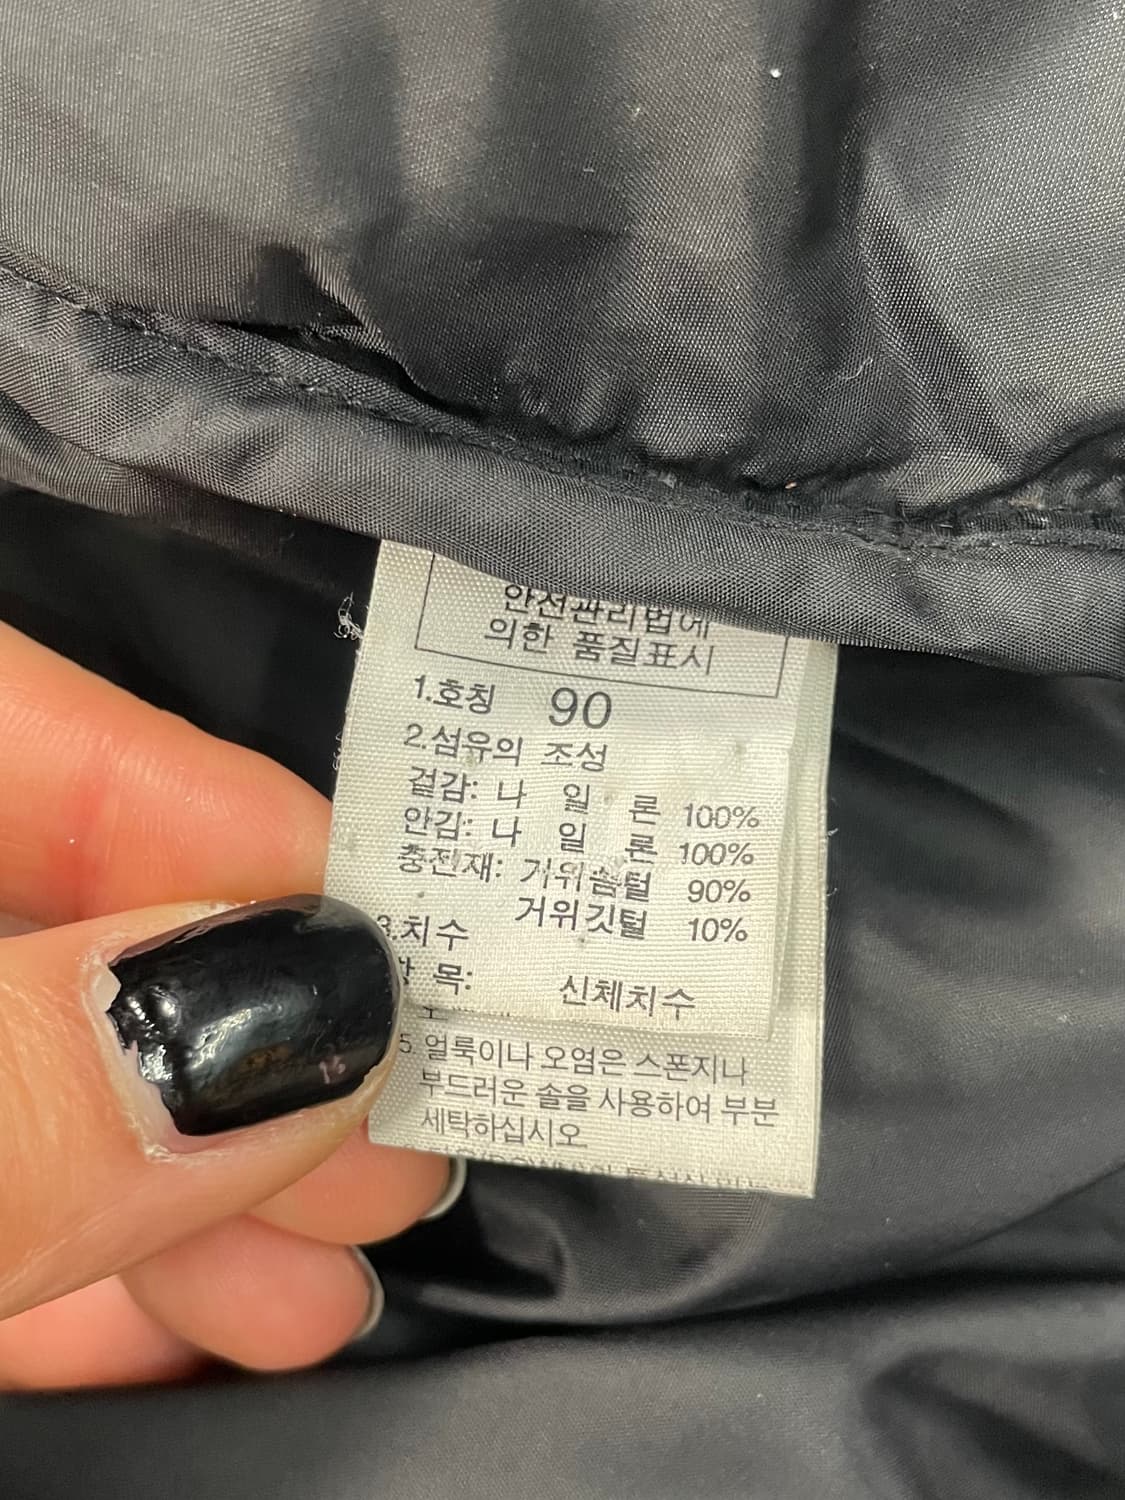 안전관리법에
의한 품질표시
1.호칭 90
2.섬유의 조성
겉감: 나 일 론 100%
안김: 나 일 론 100%
충전재: 거위솜털 90%
거위깃털 10%
3.치수
항 목: 신체치수
5 얼룩이나 오염은 스폰지나
부드러운 솔을 사용하여 부분
세탁하십시오